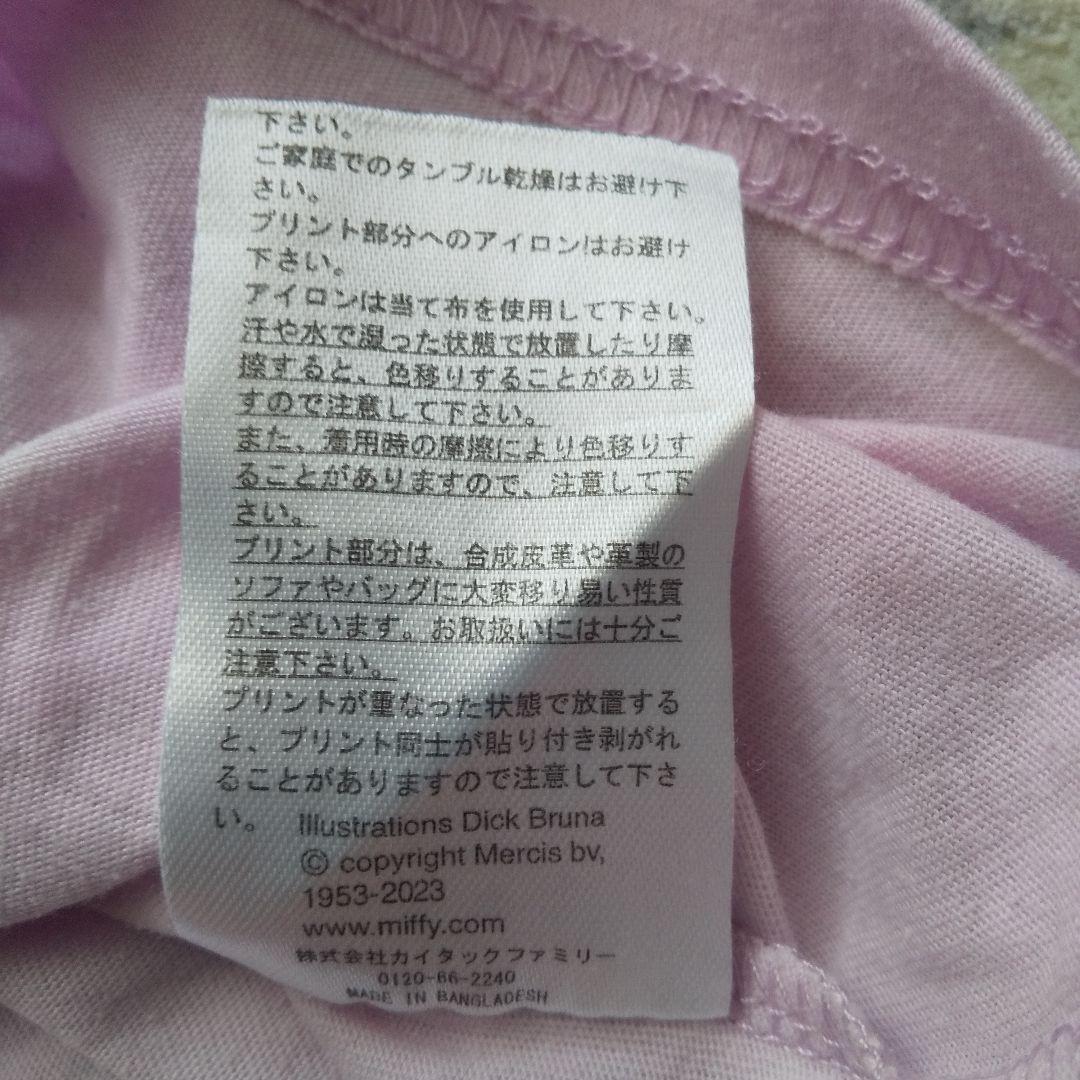 下さい。
ご家庭でのタンブル乾燥はお避け下
さい。
プリント部分へのアイロンはお避け
下さい。
アイロンは当て布を使用して下さい。
汗や水で湿った状態で放置したり摩
擦すると、色移りすることがありま
すので注意して下さい。
また、着用時の摩擦により色移りす
ることがありますので、注意して下
さい。
プリント部分は、合成皮革や革製の
ソファやバッグに大変移り易い性質
がございます。お取扱いには十分ご
注意下さい。
プリントが重なった状態で放置する
と、プリント同士が貼り付き剥がれ
ることがありますので注意して下さ
い。 Illustrations Dick Bruna
© copyright Mercis bv,
1953-2023
www.miffy.com
株式会社カイタックファミリー
0120-66-2240
MADE IN BANGLADESH